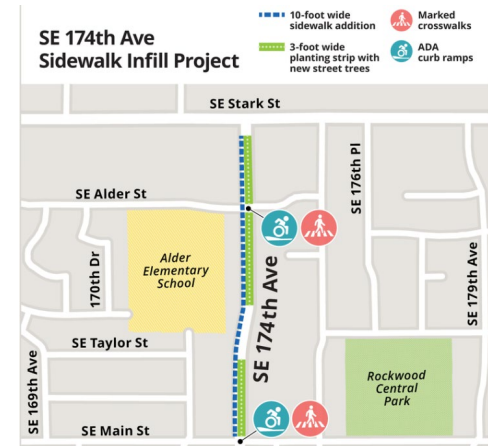 SE 174th Ave
Sidewalk Infill Project
10-foot wide
sidewalk addition
Marked
crosswalks
3-foot wide
planting strip with
new street trees
ADA
curb ramps
SE Stark St
SE 176th Pl
SE Alder St
Alder
Elementary
School
170th Dr
SE 174th Ave
SE 179th Ave
SE Taylor St
SE 169th Ave
Rockwood
Central
Park
SE Main St